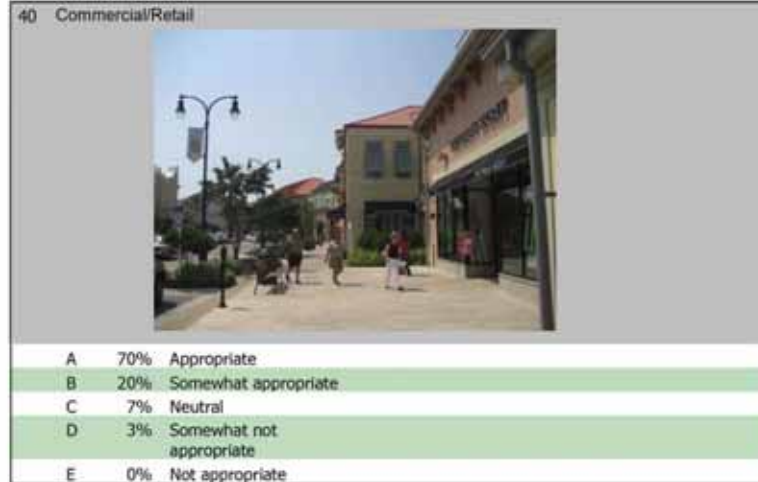 40 Commercial/Retail
A 70% Appropriate
B 20% Somewhat appropriate
C 7% Neutral
D 3% Somewhat not
appropriate
E 0% Not appropriate